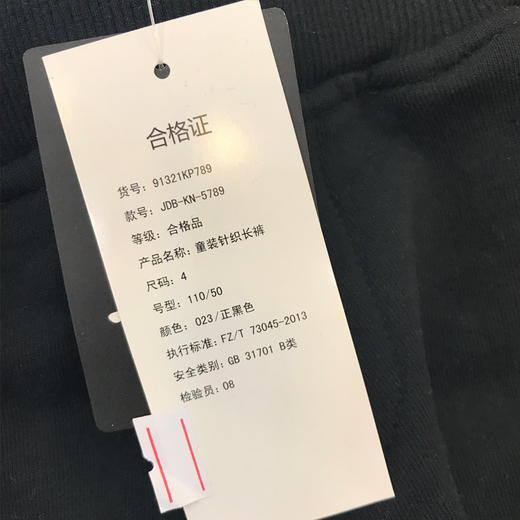 合格证
货号: 91321KP789
款号: JDB-KN-5789
等级: 合格品
产品名称: 童装针织长裤
尺码: 4
号型: 110/50
颜色: 023/正黑色
执行标准: FZ/T 73045-2013
安全类别: GB 31701 B类
检验员: 08